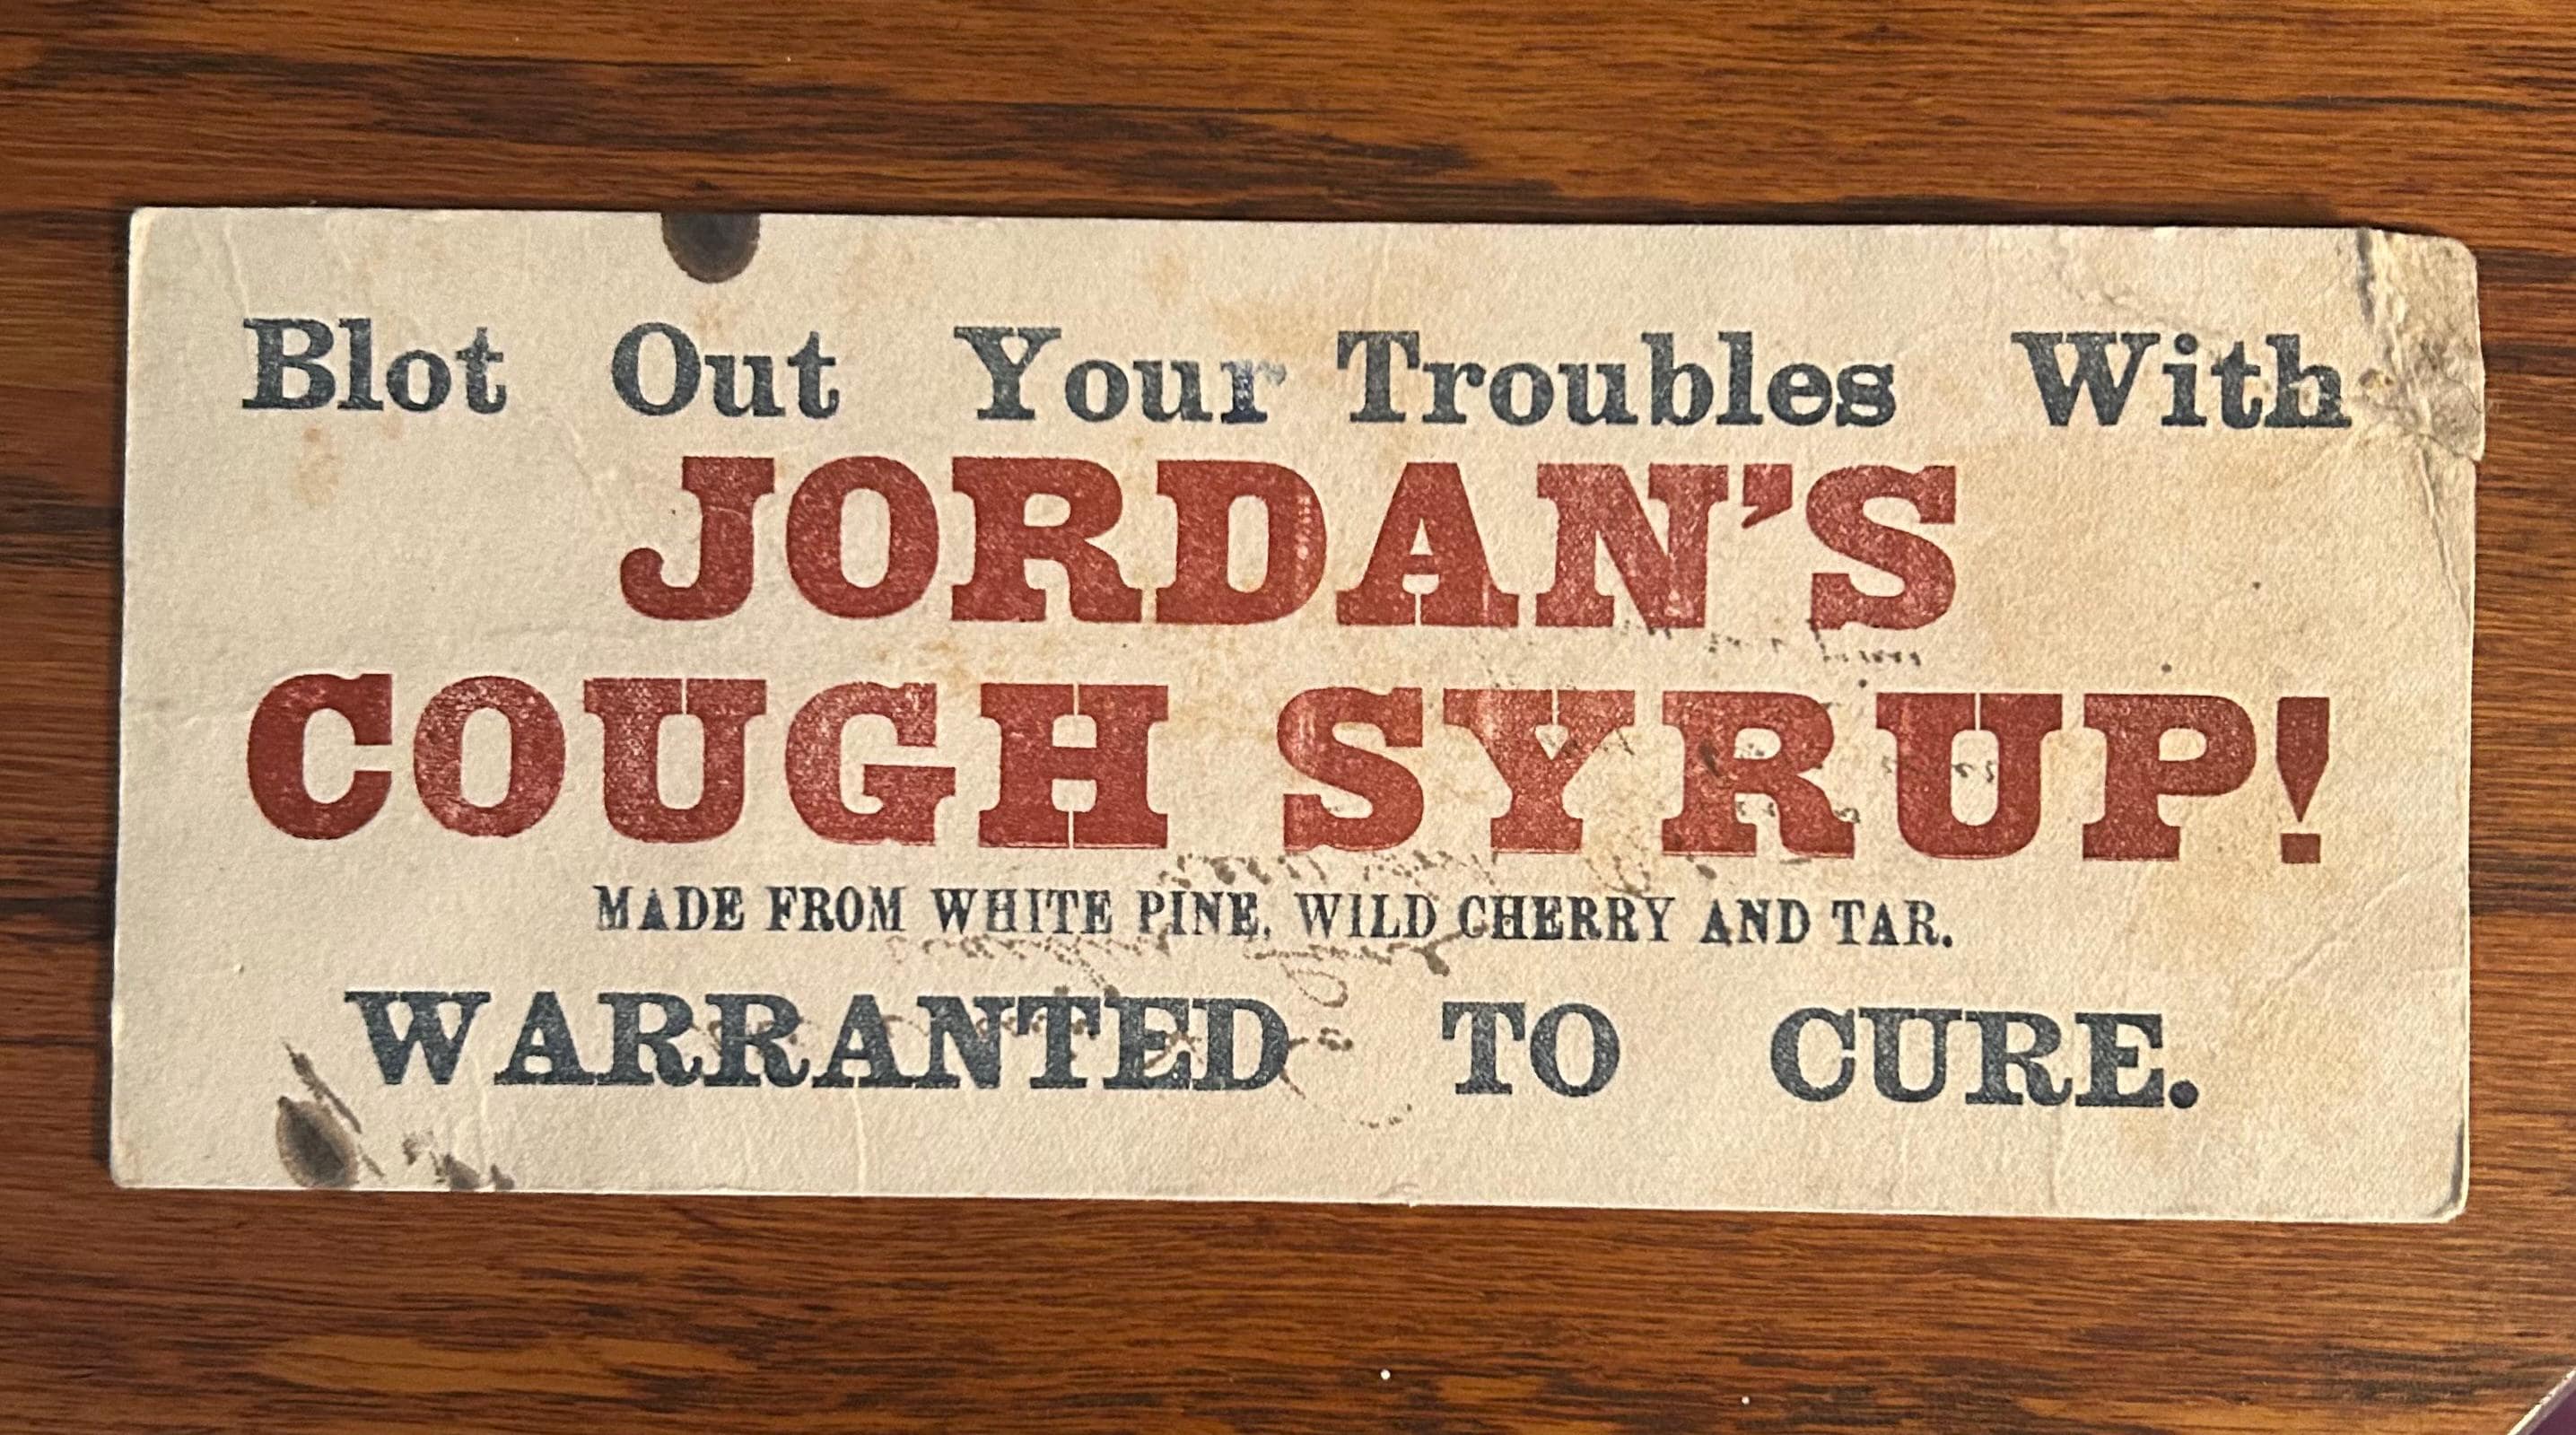 Blot Out Your Troubles With
JORDAN'S
COUGH SYRUP!
MADE FROM WHITE PINE, WILD CHERRY AND TAR.
WARRANTED TO CURE.